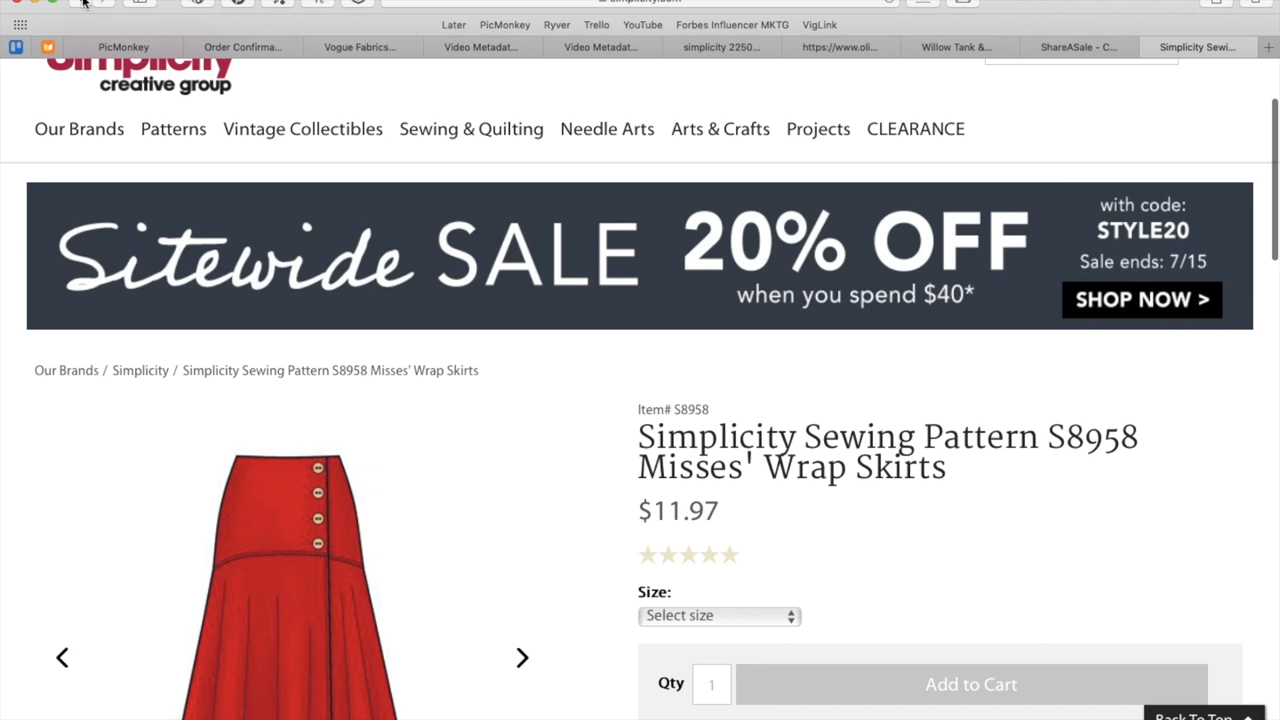 Later PicMonkey Ryver Trello YouTube Forbes Influencer MKTG VigLink
PicMonkey Order Confirma... Vogue Fabrics... Video Metadat... Video Metadat... simplicity 2250... https://www.oli... Willow Tank &... ShareASale - C... Simplicity Sewi...
simplicity
creative group
Our Brands Patterns Vintage Collectibles Sewing & Quilting Needle Arts Arts & Crafts Projects CLEARANCE
Sitewide SALE 20% OFF
when you spend $40*
with code:
STYLE20
Sale ends: 7/15
SHOP NOW >
Our Brands / Simplicity / Simplicity Sewing Pattern S8958 Misses' Wrap Skirts
Item# S8958
Simplicity Sewing Pattern S8958
Misses' Wrap Skirts
$11.97
Size:
Select size
Qty 1 Add to Cart
Back To Top